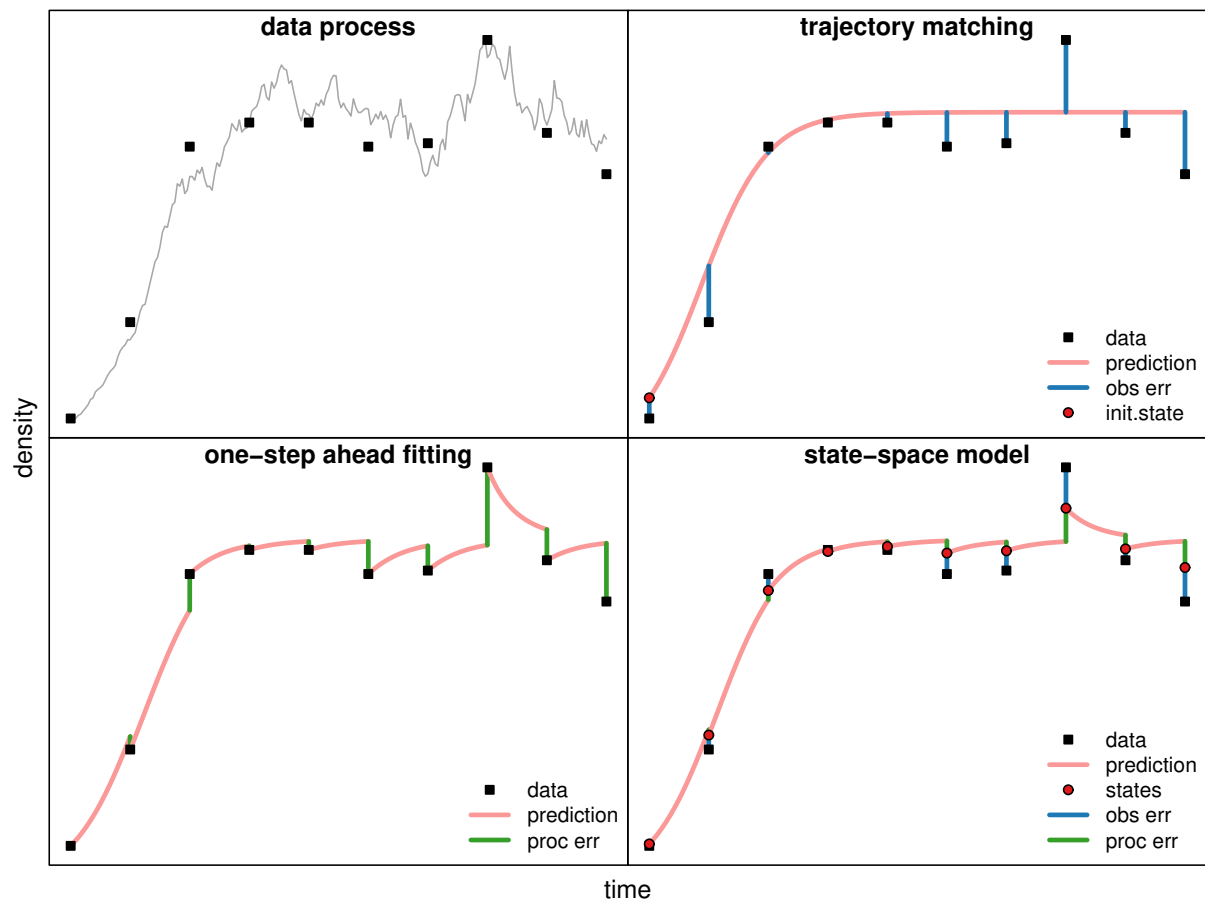 data process
trajectory matching
data
prediction
obs err
init.state
density
one−step ahead fitting
state−space model
data
prediction
proc err
data
prediction
states
obs err
proc err
time